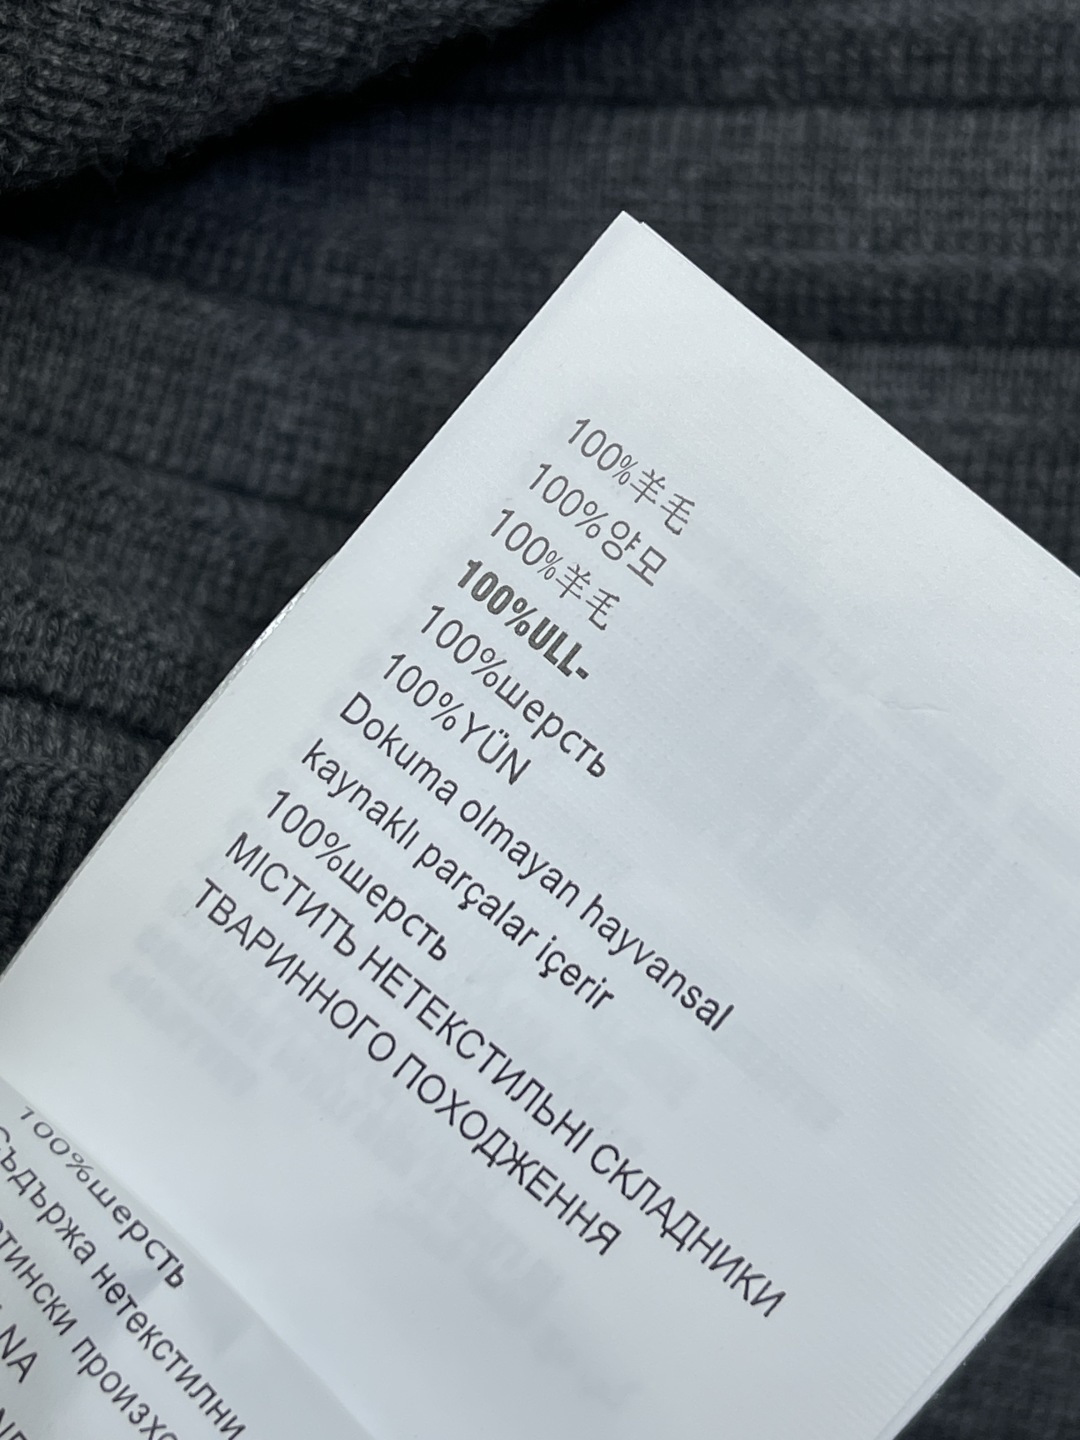 100%羊毛
100%양모
100%羊毛
100%ULL-
100%шерсть
100%YÜN
Dokuma olmayan hayvansal
kaynaklı parçalar içerir
100%шерсть
МІСТИТЬ НЕТЕКСТИЛЬНІ СКЛАДНИКИ
ТВАРИННОГО ПОХОДЖЕННЯ
100%шерсть
Съдържа нетекстилни
NA